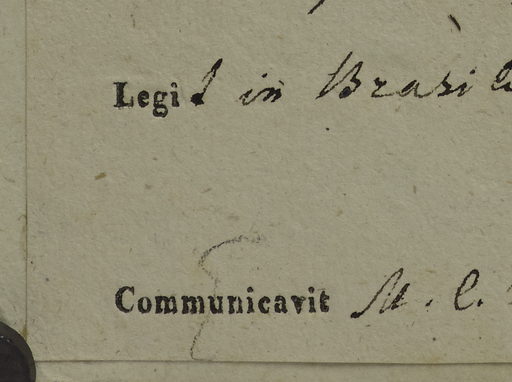 Legit in Brasil
Communicavit M. C.